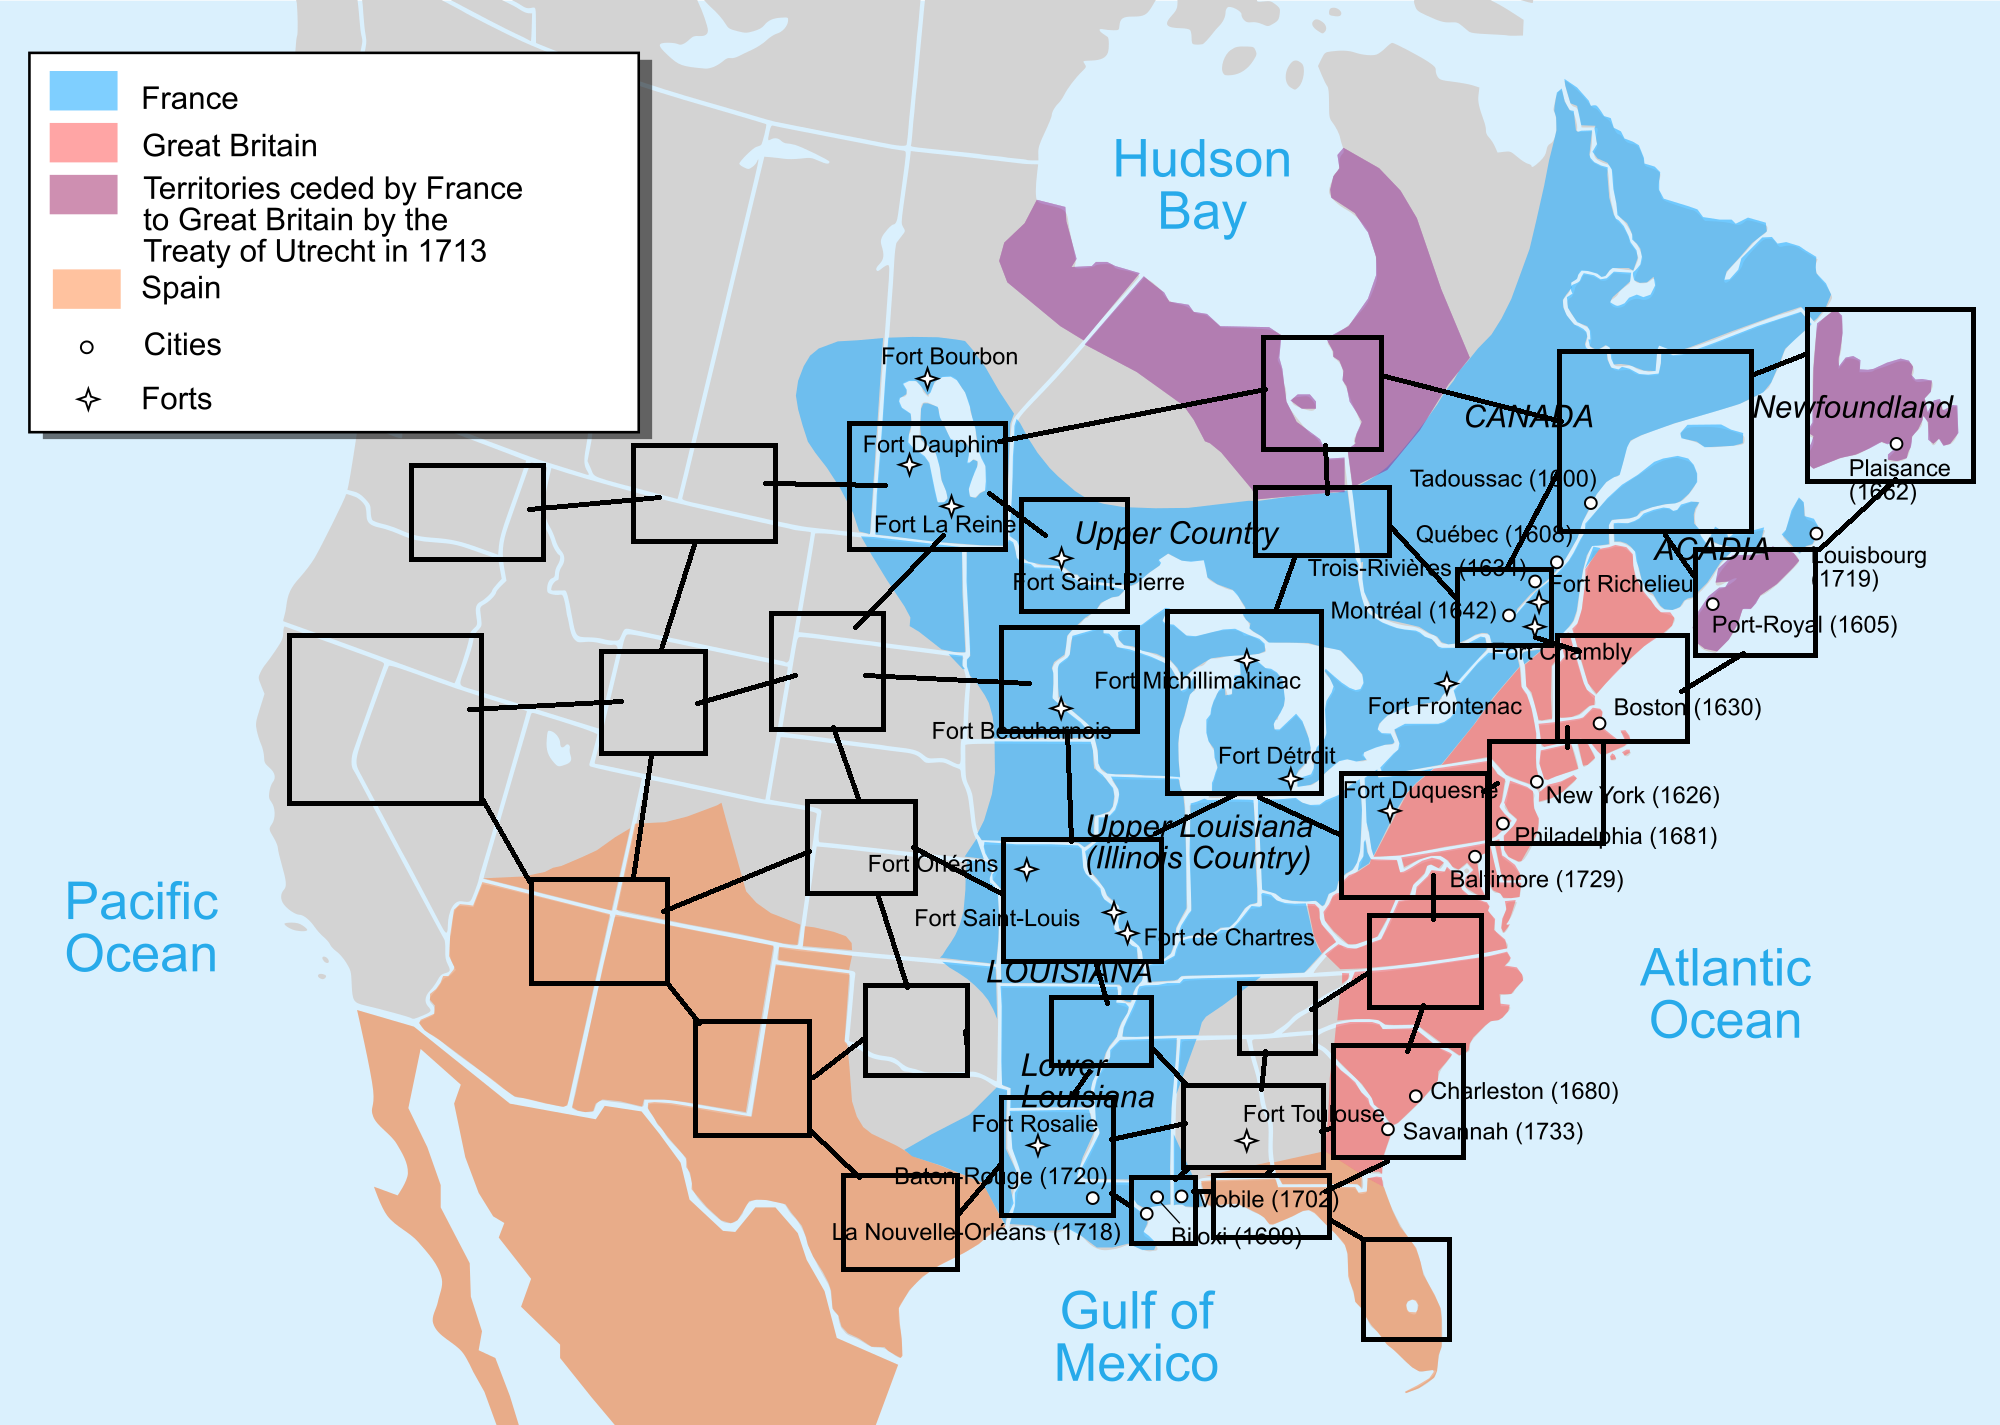 France
Great Britain
Territories ceded by France
to Great Britain by the
Treaty of Utrecht in 1713
Spain
Cities
Forts
Hudson
Bay
Fort Bourbon
CANADA
Newfoundland
Fort Dauphin
Plaisance
(1662)
Tadoussac (1600)
Fort La Reine
Upper Country
Québec (1608)
ACADIA
Louisbourg
(1719)
Fort Saint-Pierre
Trois-Rivières (1634)
Fort Richelieu
Montréal (1642)
Port-Royal (1605)
Fort Chambly
Fort Michillimakinac
Fort Frontenac
Boston (1630)
Fort Beauharnois
Fort Détroit
Fort Duquesne
New York (1626)
Upper Louisiana
(Illinois Country)
Philadelphia (1681)
Fort Orléans
Baltimore (1729)
Fort Saint-Louis
Fort de Chartres
Pacific
Ocean
LOUISIANA
Atlantic
Ocean
Lower
Louisiana
Charleston (1680)
Fort Rosalie
Fort Toulouse
Savannah (1733)
Baton-Rouge (1720)
Mobile (1702)
La Nouvelle-Orléans (1718)
Biloxi (1699)
Gulf of
Mexico